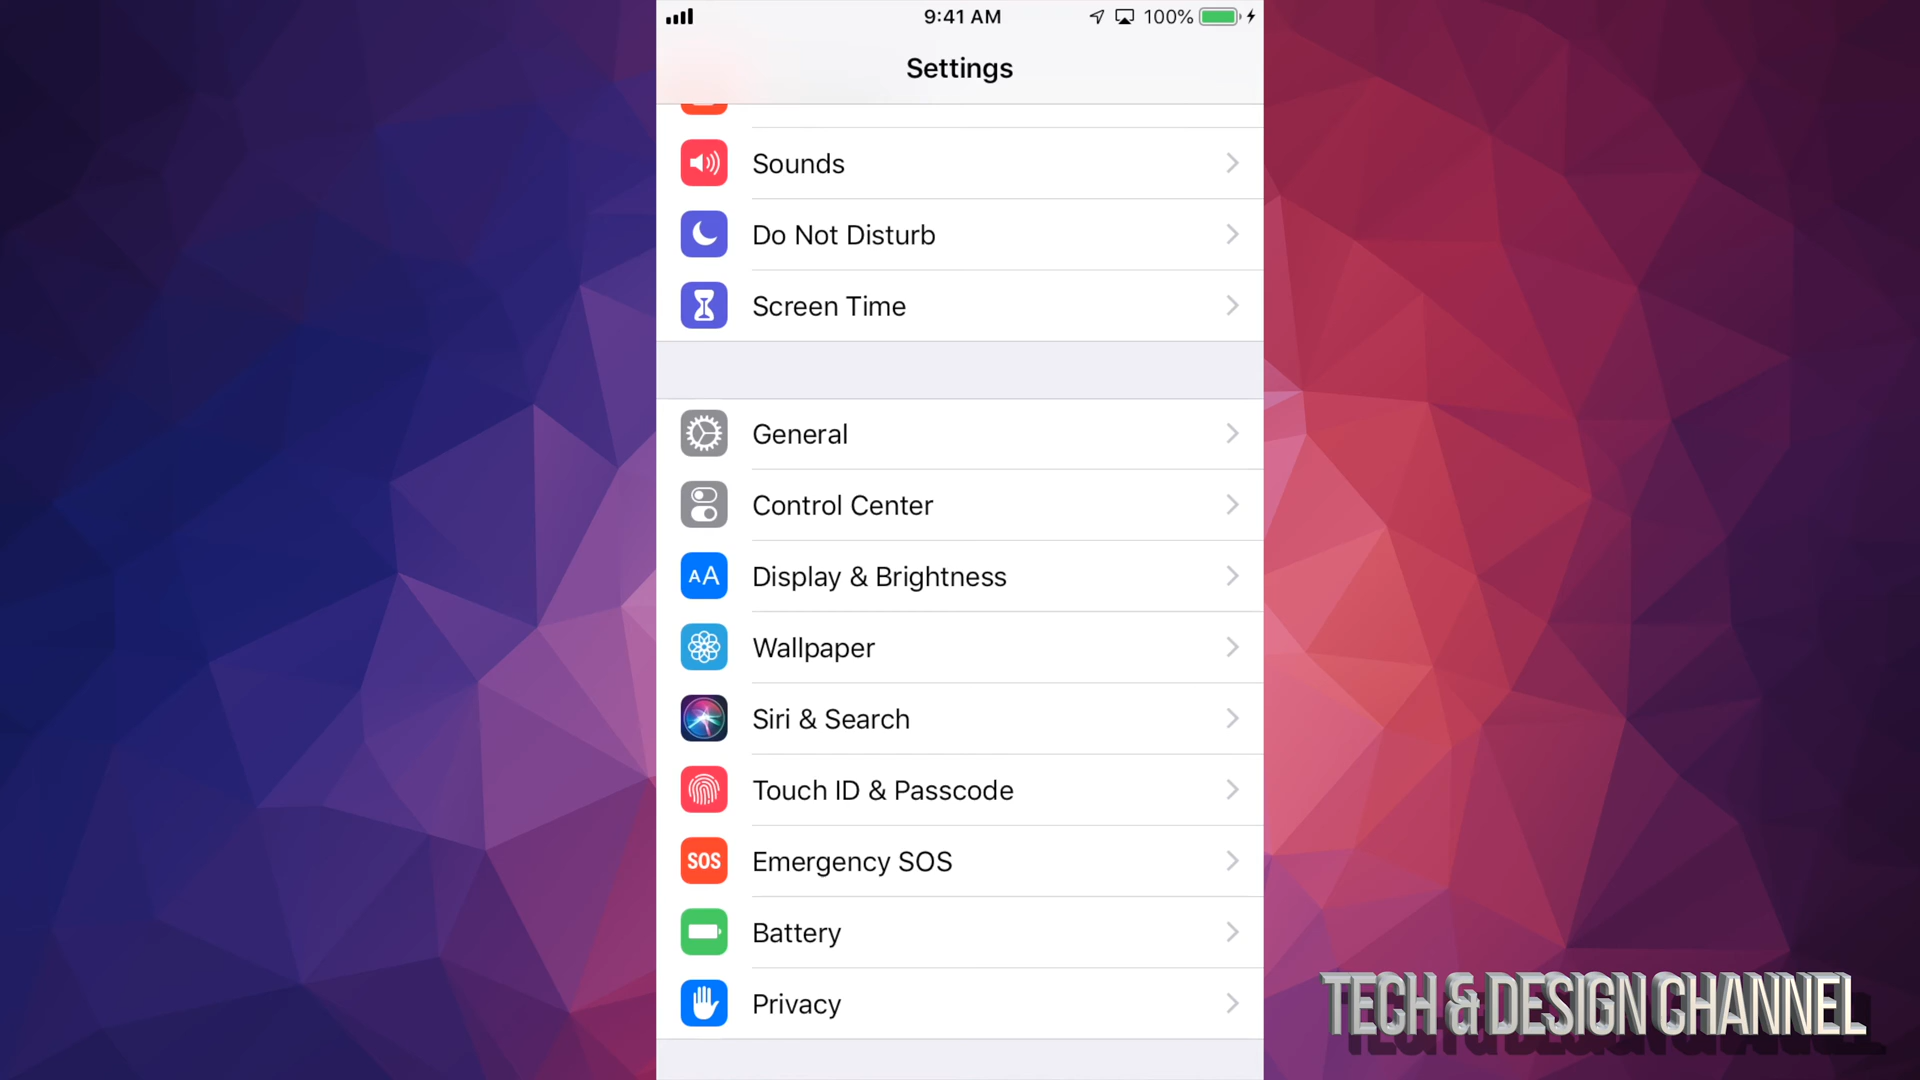 9:41 AM
100%
Settings
Sounds
Do Not Disturb
Screen Time
General
Control Center
AA Display & Brightness
Wallpaper
Siri & Search
Touch ID & Passcode
SOS Emergency SOS
Battery
Privacy
TECH & DESIGN CHANNEL